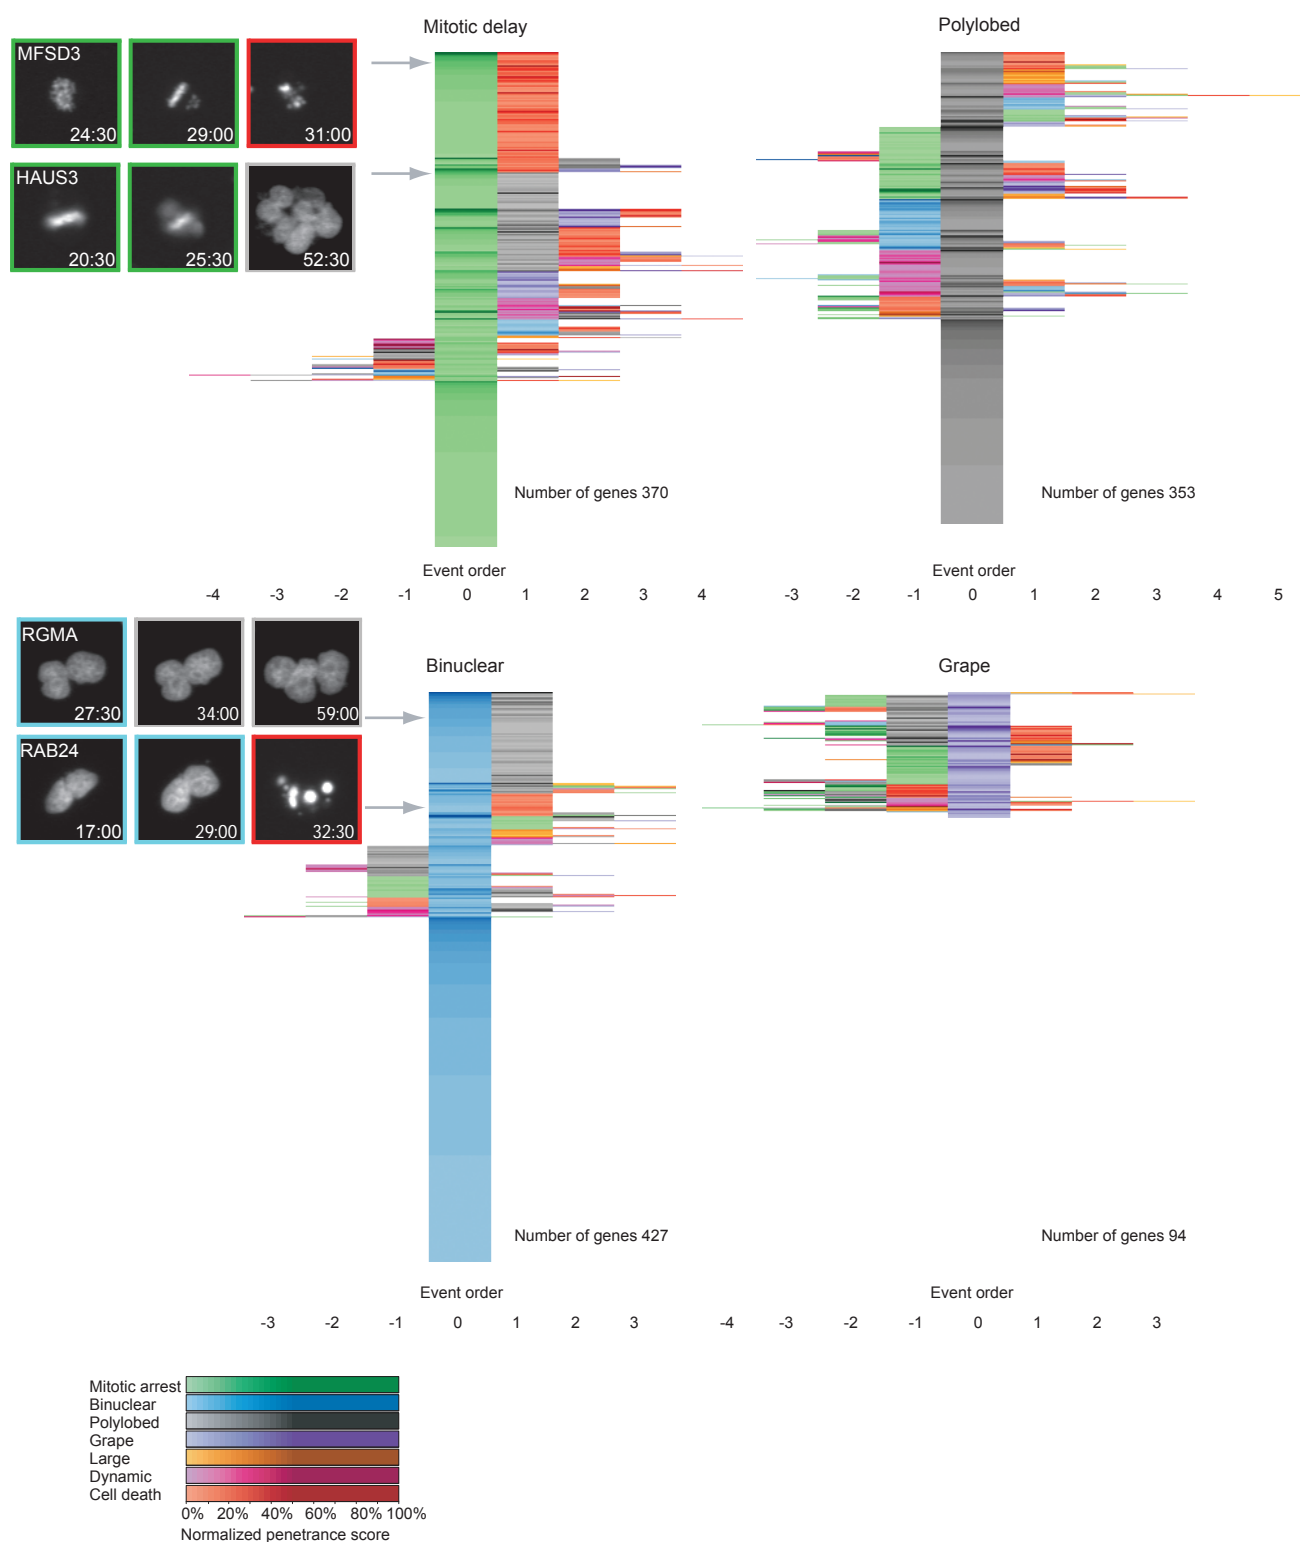 Mitotic delay
Polylobed
MFSD3
24:30
29:00
31:00
HAUS3
20:30
25:30
52:30
Number of genes 370
Number of genes 353
Event order
Event order
-4 -3 -2 -1 0 1 2 3 4
-3 -2 -1 0 1 2 3 4 5
RGMA
27:30
34:00
59:00
RAB24
17:00
29:00
32:30
Binuclear
Grape
Number of genes 427
Number of genes 94
Event order
Event order
-3 -2 -1 0 1 2 3
-4 -3 -2 -1 0 1 2 3
Mitotic arrest
Binuclear
Polylobed
Grape
Large
Dynamic
Cell death
0% 20% 40% 60% 80% 100%
Normalized penetrance score